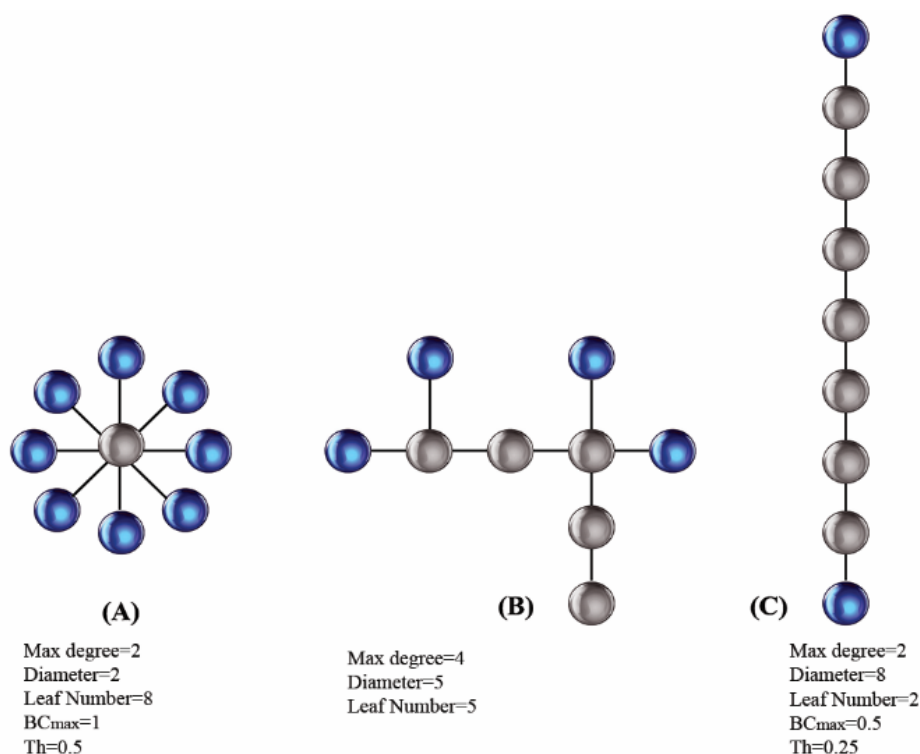 (A)
Max degree=2
Diameter=2
Leaf Number=8
BCmax=1
Th=0.5
(B)
Max degree=4
Diameter=5
Leaf Number=5
(C)
Max degree=2
Diameter=8
Leaf Number=2
BCmax=0.5
Th=0.25